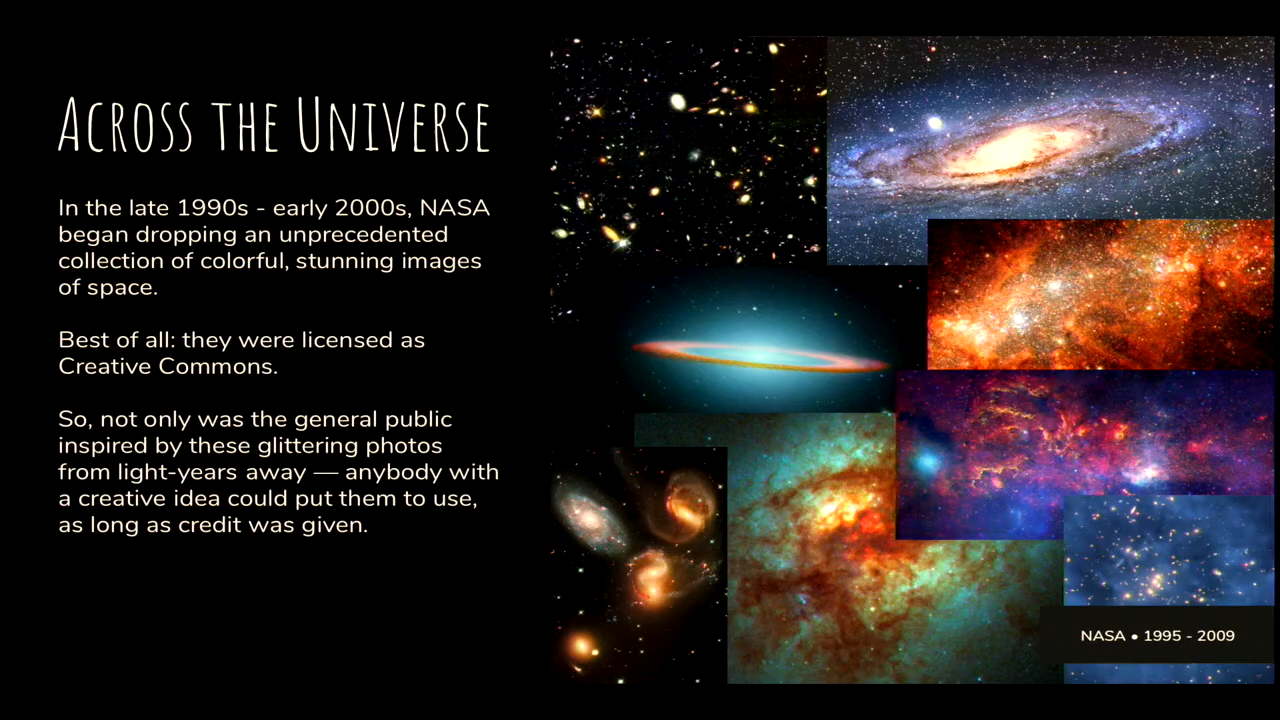 Across the Universe
In the late 1990s - early 2000s, NASA
began dropping an unprecedented
collection of colorful, stunning images
of space.
Best of all: they were licensed as
Creative Commons.
So, not only was the general public
inspired by these glittering photos
from light-years away — anybody with
a creative idea could put them to use,
as long as credit was given.
NASA • 1995 - 2009